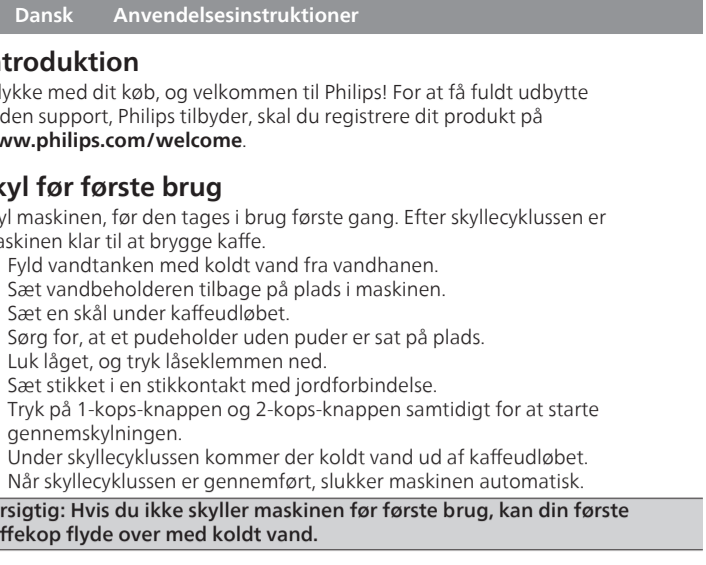 Dansk Anvendelsesinstruktioner
ntroduktion
lykke med dit køb, og velkommen til Philips! For at få fuldt udbytte
den support, Philips tilbyder, skal du registrere dit produkt på
ww.philips.com/welcome.
kyl før første brug
yl maskinen, før den tages i brug første gang. Efter skyllecyklussen er
askinen klar til at brygge kaffe.
Fyld vandtanken med koldt vand fra vandhanen.
Sæt vandbeholderen tilbage på plads i maskinen.
Sæt en skål under kaffeudløbet.
Sørg for, at et pudeholder uden puder er sat på plads.
Luk låget, og tryk låseklemmen ned.
Sæt stikket i en stikkontakt med jordforbindelse.
Tryk på 1-kops-knappen og 2-kops-knappen samtidigt for at starte
gennemskylningen.
Under skyllecyklussen kommer der koldt vand ud af kaffeudløbet.
Når skyllecyklussen er gennemført, slukker maskinen automatisk.
rsigtig: Hvis du ikke skyller maskinen før første brug, kan din første
ffekop flyde over med koldt vand.